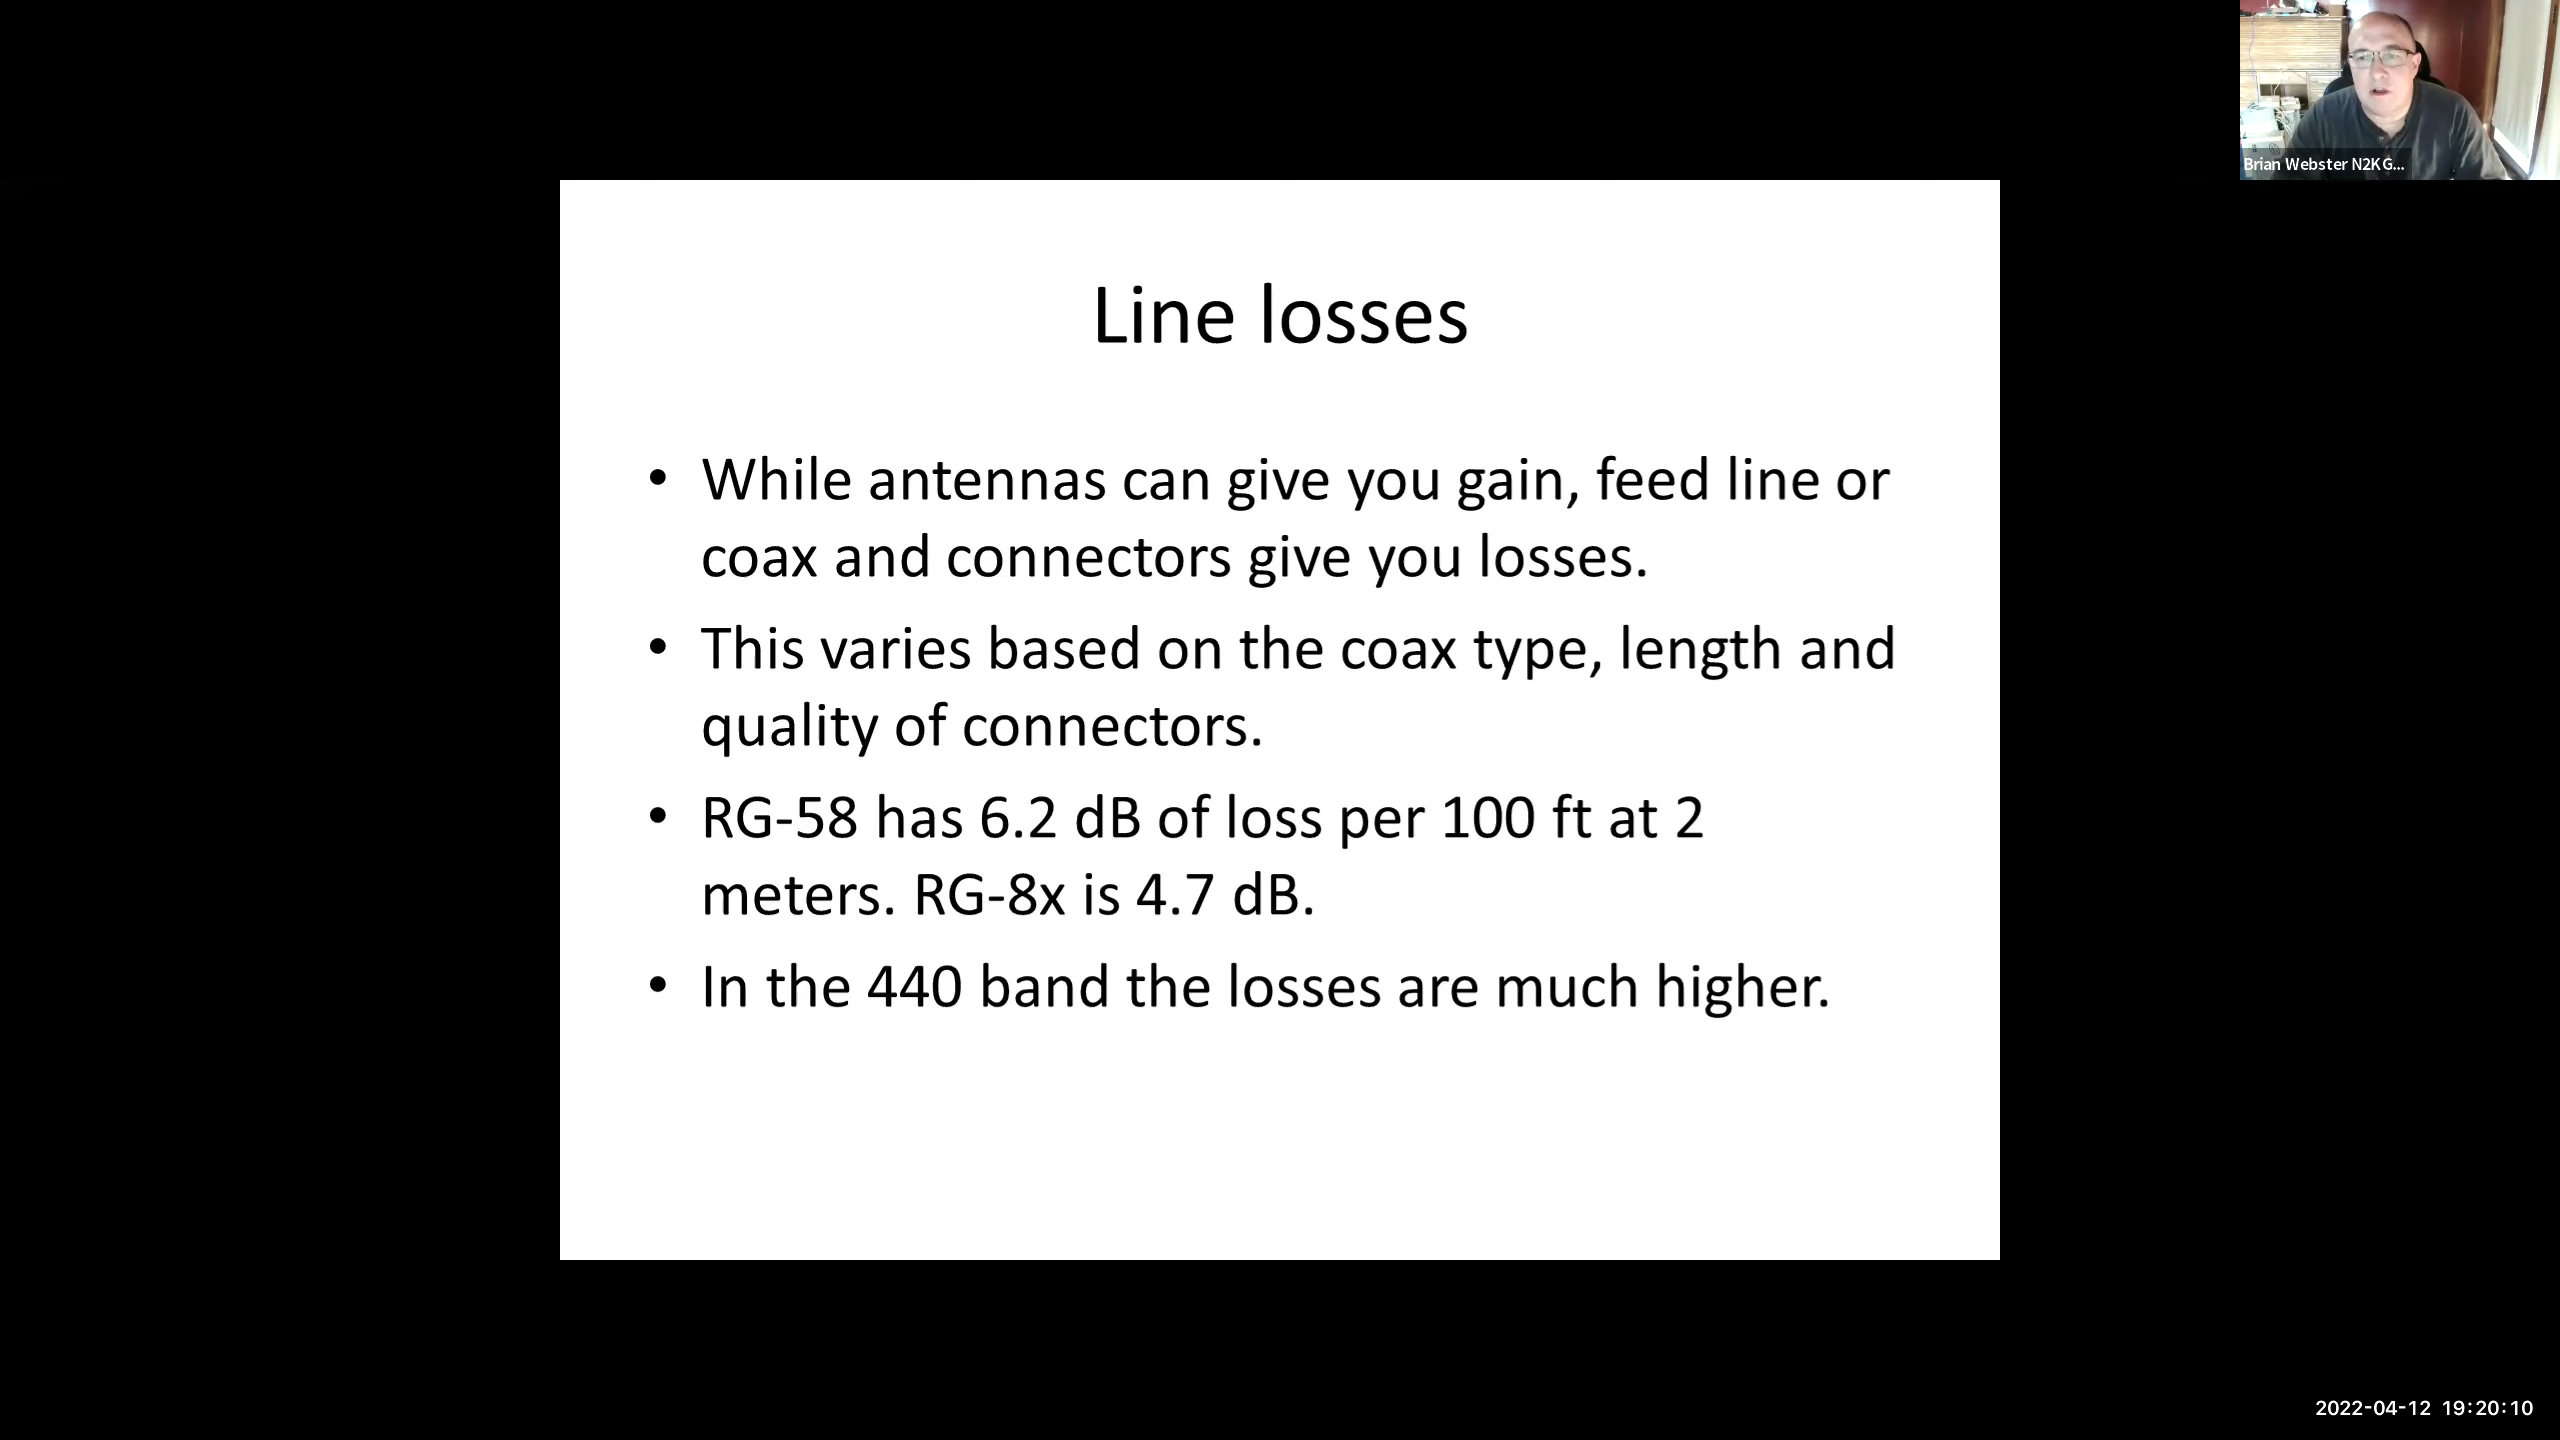 Brian Webster N2KG...
Line losses
• While antennas can give you gain, feed line or
coax and connectors give you losses.
• This varies based on the coax type, length and
quality of connectors.
• RG-58 has 6.2 dB of loss per 100 ft at 2
meters. RG-8x is 4.7 dB.
• In the 440 band the losses are much higher.
2022-04-12 19:20:10